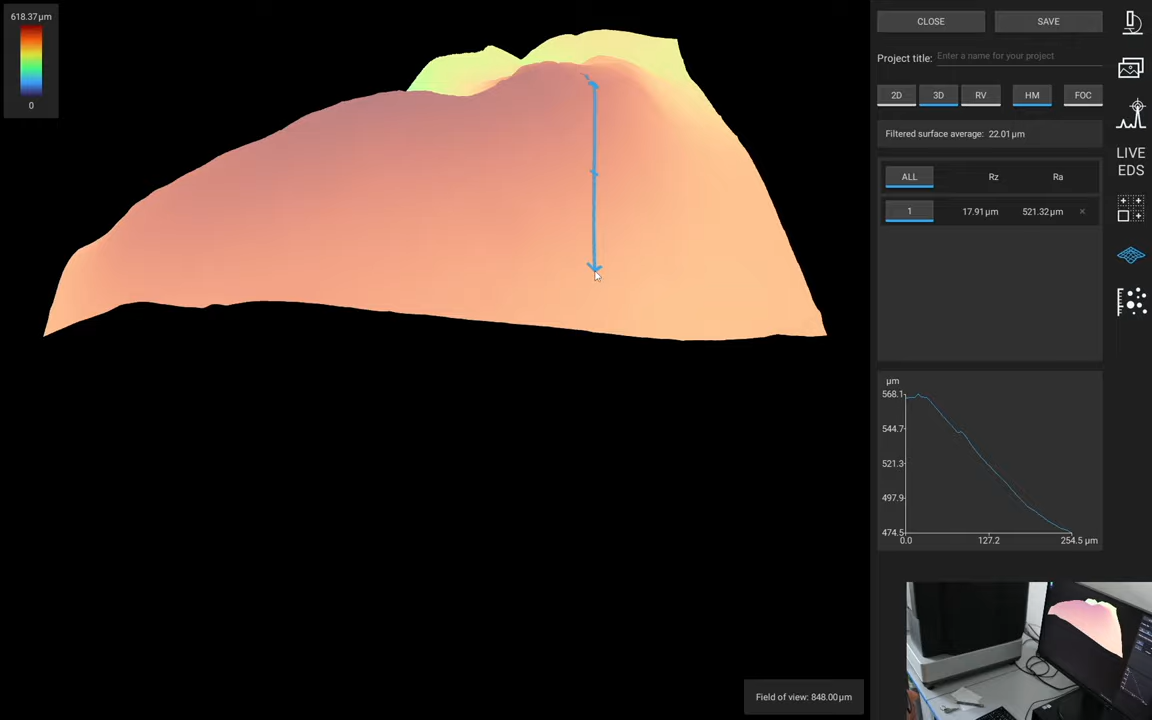 618.37 µm
0
CLOSE SAVE
Project title: Enter a name for your project
2D 3D RV HM FOC
Filtered surface average: 22.01 µm
ALL Rz Ra
1 17.91 µm 521.32 µm ×
µm
568.1
544.7
521.3
497.9
474.5
0.0 127.2 254.5 µm
LIVE
EDS
Field of view: 848.00 µm